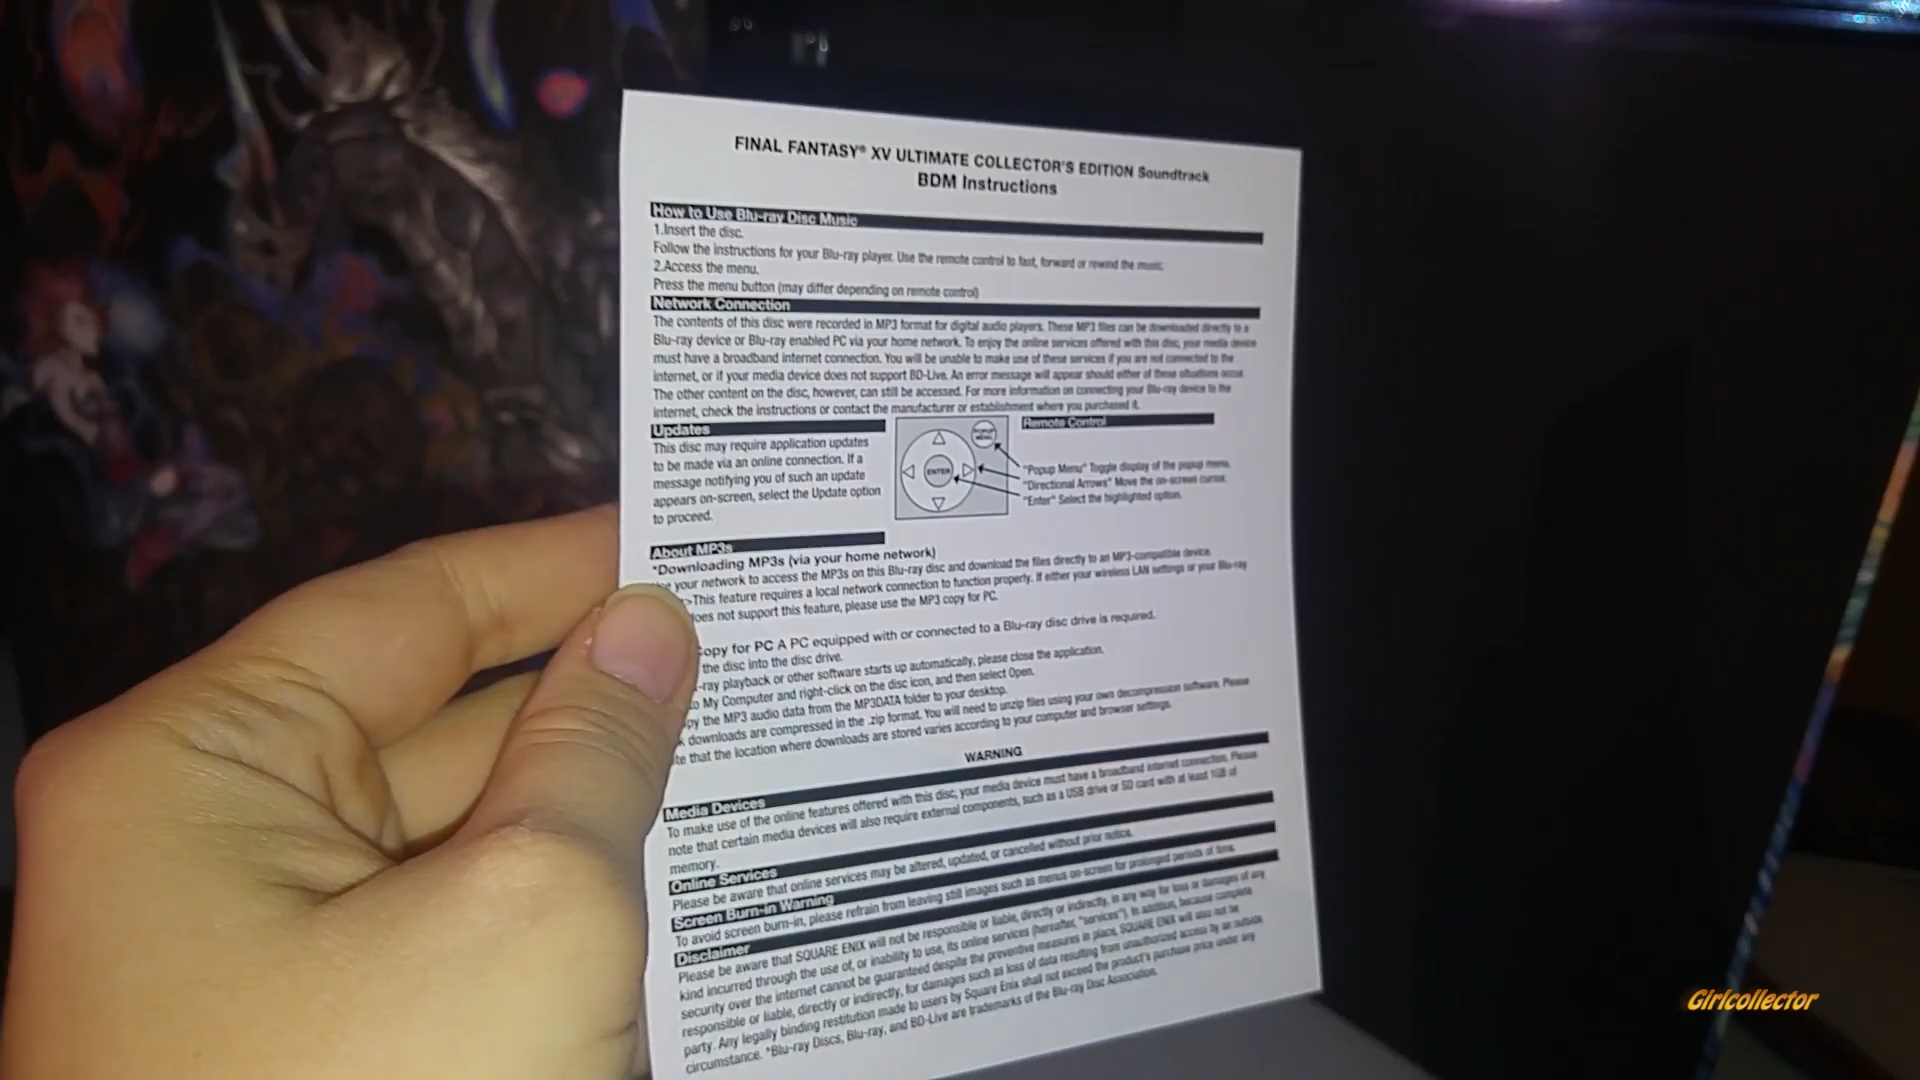 FINAL FANTASY® XV ULTIMATE COLLECTOR'S EDITION Soundtrack
BDM Instructions
How to Use Blu-ray Disc Music
1.Insert the disc.
Follow the instructions for your Blu-ray player. Use the remote control to fast, forward or rewind the music.
2.Access the menu.
Press the menu button (may differ depending on remote control)
Network Connection
The contents of this disc were recorded in MP3 format for digital audio players. These MP3 files can be downloaded directly to a
Blu-ray device or Blu-ray enabled PC via your home network. To enjoy the online services offered with this disc, your media device
must have a broadband internet connection. You will be unable to make use of these services if you are not connected to the
internet, or if your media device does not support BD-Live. An error message will appear should either of these situations occur.
The other content on the disc, however, can still be accessed. For more information on connecting your Blu-ray device to the
internet, check the instructions or contact the manufacturer or establishment where you purchased it.
Updates
This disc may require application updates
to be made via an online connection. If a
message notifying you of such an update
appears on-screen, select the Update option
to proceed.
POPUP
MENU
ENTER
Remote Control
"Popup Menu" Toggle display of the popup menu.
"Directional Arrows" Move the on-screen cursor.
"Enter" Select the highlighted option.
About MP3s
*Downloading MP3s (via your home network)
your network to access the MP3s on this Blu-ray disc and download the files directly to an MP3-compatible device.
>This feature requires a local network connection to function properly. If either your wireless LAN settings or your Blu-ray
does not support this feature, please use the MP3 copy for PC.
copy for PC A PC equipped with or connected to a Blu-ray disc drive is required.
the disc into the disc drive.
-ray playback or other software starts up automatically, please close the application.
to My Computer and right-click on the disc icon, and then select Open.
py the MP3 audio data from the MP3DATA folder to your desktop.
downloads are compressed in the .zip format. You will need to unzip files using your own decompression software. Please
te that the location where downloads are stored varies according to your computer and browser settings.
WARNING
Media Devices
To make use of the online features offered with this disc, your media device must have a broadband internet connection. Please
note that certain media devices will also require external components, such as a USB drive or SD card with at least 1GB of
memory.
Online Services
Please be aware that online services may be altered, updated, or cancelled without prior notice.
Screen Burn-in Warning
To avoid screen burn-in, please refrain from leaving still images such as menus on-screen for prolonged periods of time.
Disclaimer
Please be aware that SQUARE ENIX will not be responsible or liable, directly or indirectly, in any way for loss or damages of any
kind incurred through the use of, or inability to use, its online services (hereafter, "services"). In addition, because complete
security over the internet cannot be guaranteed despite the preventive measures in place, SQUARE ENIX will also not be
responsible or liable, directly or indirectly, for damages such as loss of data resulting from unauthorized access by an outside
party. Any legally binding restitution made to users by Square Enix shall not exceed the product's purchase price under any
circumstance. *Blu-ray Discs, Blu-ray, and BD-Live are trademarks of the Blu-ray Disc Association.
Girlcollector